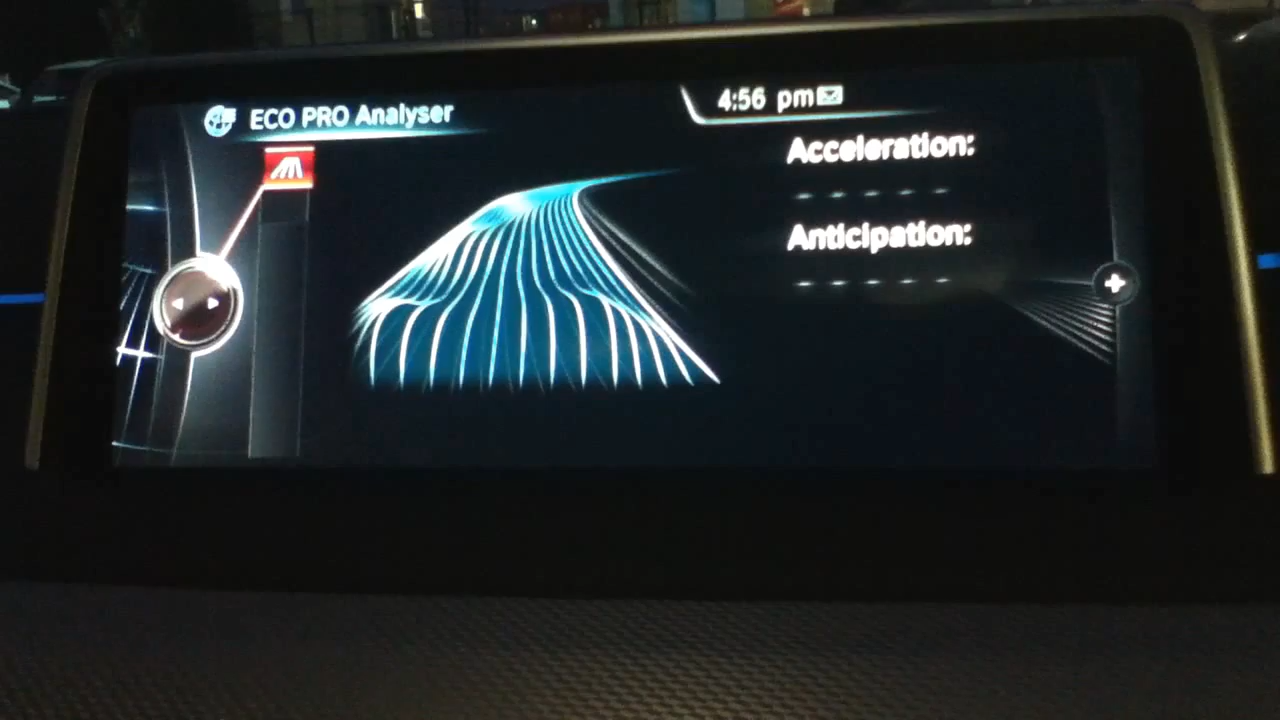 ECO PRO Analyser
4:56 pm
Acceleration:
- - - - -
Anticipation:
- - - - -